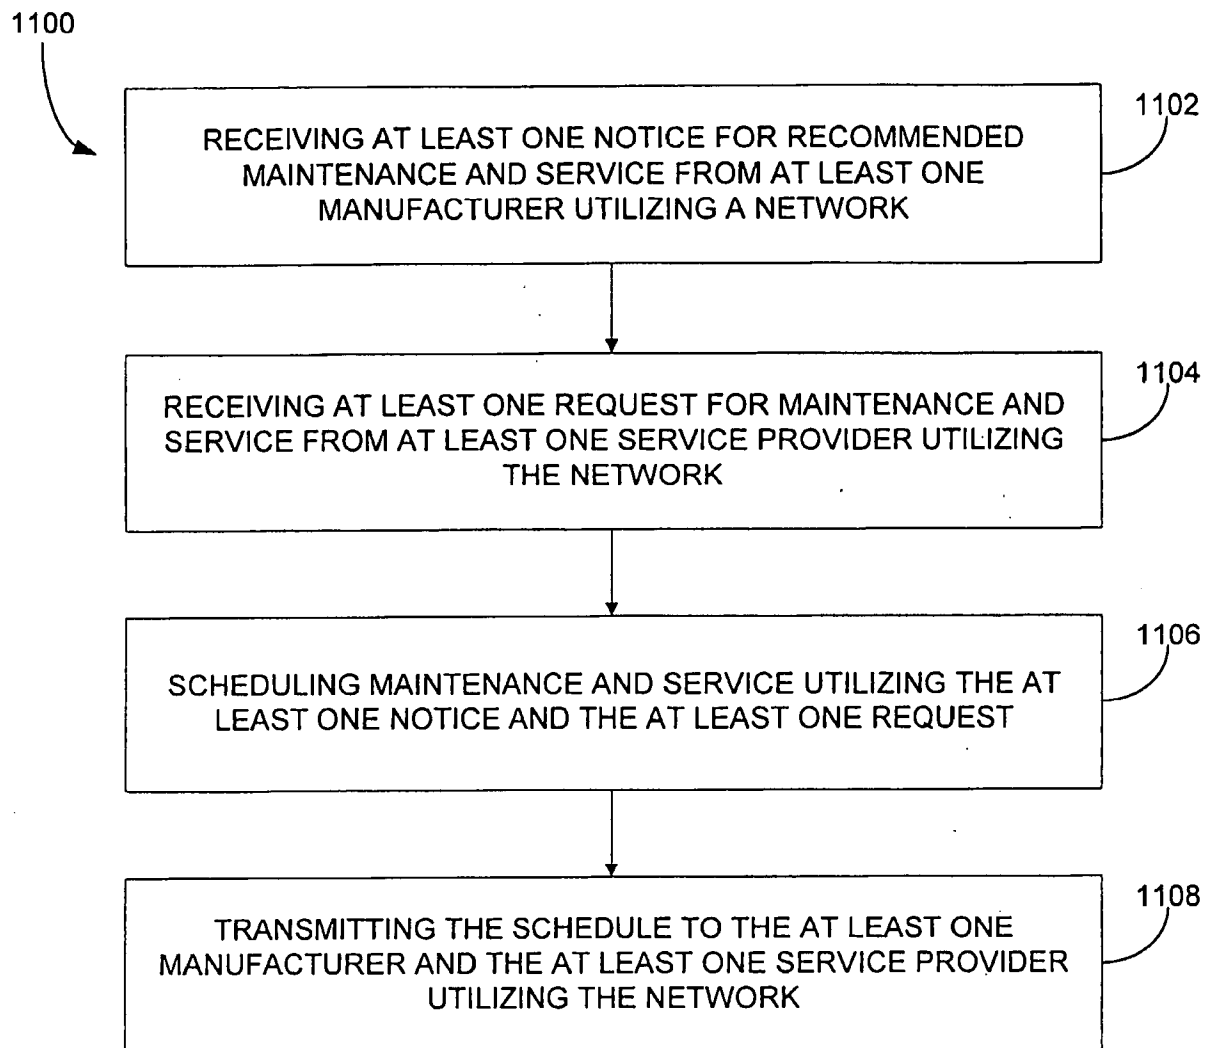 1100
1102
RECEIVING AT LEAST ONE NOTICE FOR RECOMMENDED
MAINTENANCE AND SERVICE FROM AT LEAST ONE
MANUFACTURER UTILIZING A NETWORK
1104
RECEIVING AT LEAST ONE REQUEST FOR MAINTENANCE AND
SERVICE FROM AT LEAST ONE SERVICE PROVIDER UTILIZING
THE NETWORK
1106
SCHEDULING MAINTENANCE AND SERVICE UTILIZING THE AT
LEAST ONE NOTICE AND THE AT LEAST ONE REQUEST
1108
TRANSMITTING THE SCHEDULE TO THE AT LEAST ONE
MANUFACTURER AND THE AT LEAST ONE SERVICE PROVIDER
UTILIZING THE NETWORK